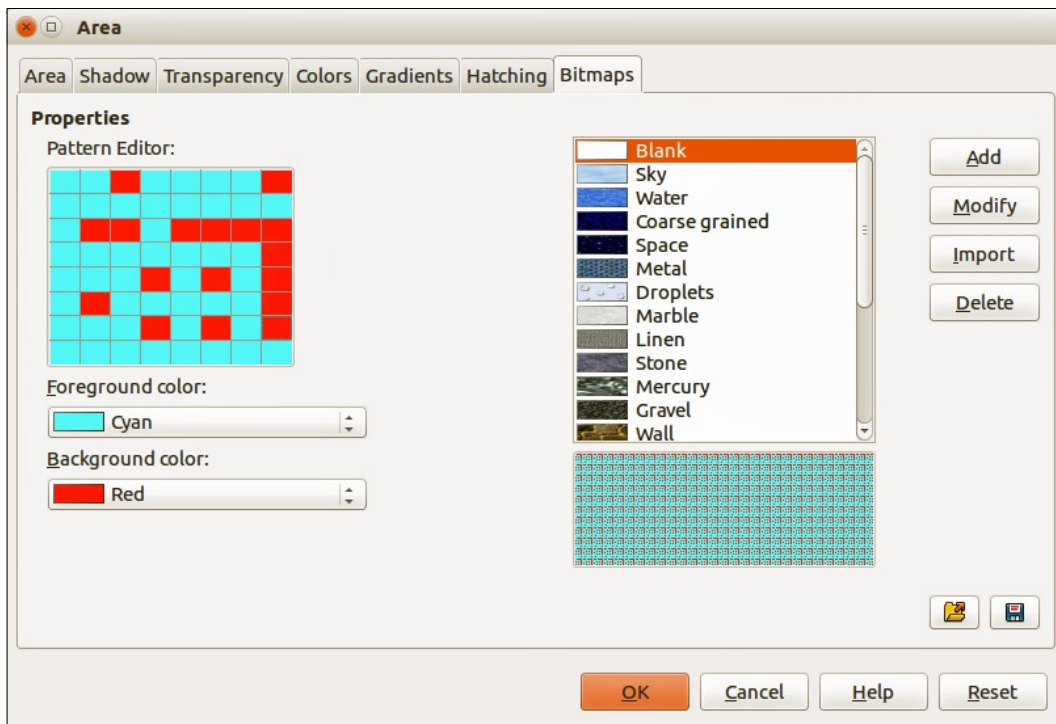 Area
Area Shadow Transparency Colors Gradients Hatching Bitmaps
Properties
Pattern Editor:
Foreground color:
Cyan
Background color:
Red
Blank
Sky
Water
Coarse grained
Space
Metal
Droplets
Marble
Linen
Stone
Mercury
Gravel
Wall
Add
Modify
Import
Delete
OK Cancel Help Reset